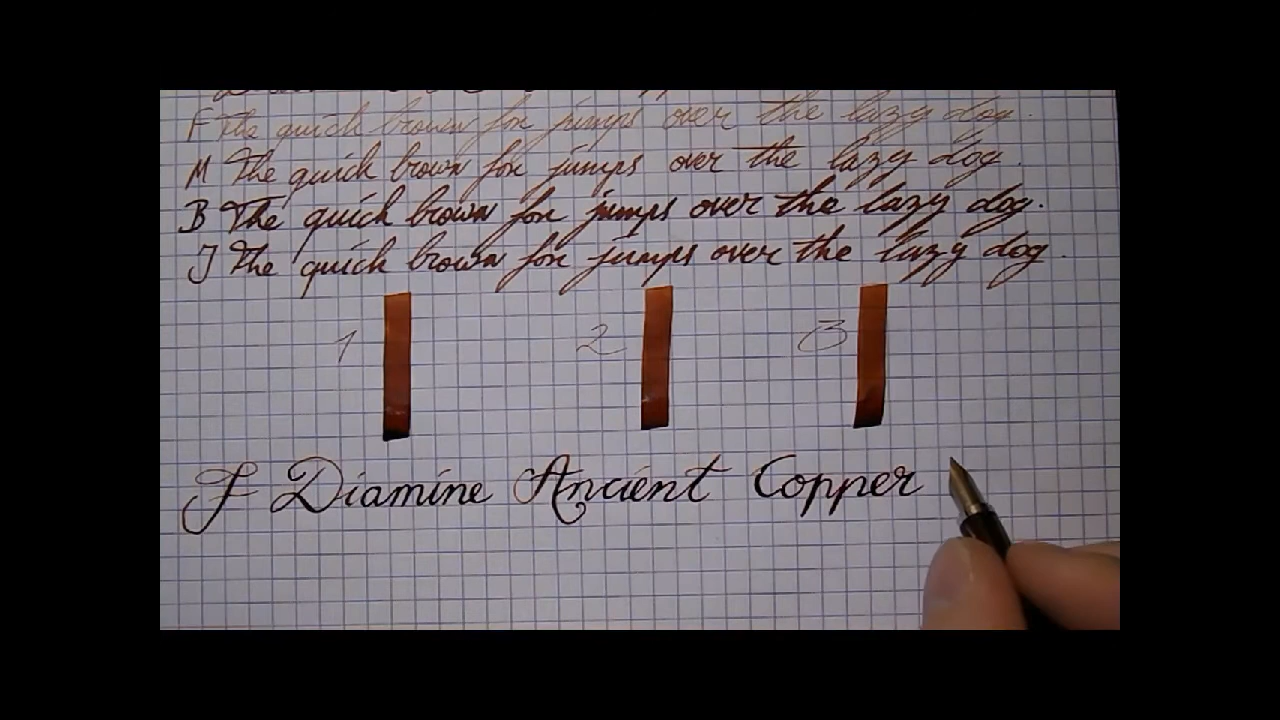 F The quick brown fox jumps over the lazy dog.
M The quick brown fox jumps over the lazy dog.
B The quick brown fox jumps over the lazy dog.
J The quick brown fox jumps over the lazy dog.
1 2 3
F Diamine Ancient Copper